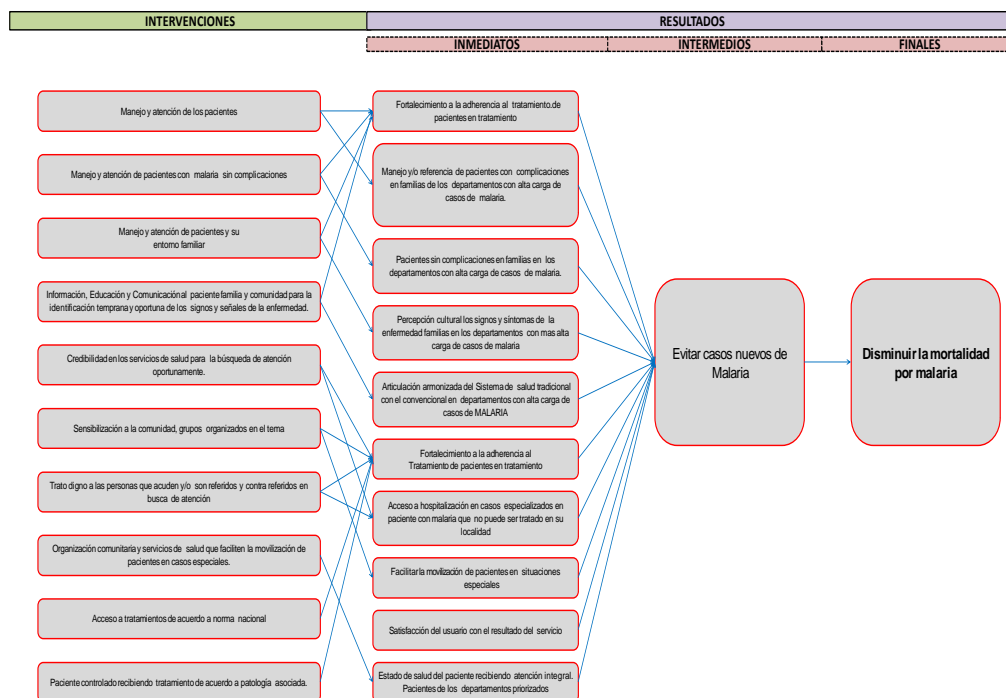 INTERVENCIONES
RESULTADOS
INMEDIATOS
INTERMEDIOS
FINALES
Manejo y atención de los pacientes
Manejo y atención de pacientes con malaria sin complicaciones
Manejo y atención de pacientes y su
entorno familiar
Información, Educación y Comunicación al paciente familia y comunidad para la
identificación temprana y oportuna de los signos y señales de la enfermedad.
Credibilidad en los servicios de salud para la búsqueda de atención
oportunamente.
Sensibilización a la comunidad, grupos organizados en el tema
Trato digno a las personas que acuden y/o son referidos y contra referidos en
busca de atención
Organización comunitaria y servicios de salud que faciliten la movilización de
pacientes en casos especiales.
Acceso a tratamientos de acuerdo a norma nacional
Paciente controlado recibiendo tratamiento de acuerdo a patología asociada.
Fortalecimiento a la adherencia al tratamiento.de
pacientes en tratamiento
Manejo y/o referencia de pacientes con complicaciones
en familias de los departamentos con alta carga de
casos de malaria.
Pacientes sin complicaciones en familias en los
departamentos con alta carga de casos de malaria.
Percepción cultural los signos y síntomas de la
enfermedad familias en los departamentos con mas alta
carga de casos de malaria
Articulación armonizada del Sistema de salud tradicional
con el convencional en departamentos con alta carga de
casos de MALARIA
Fortalecimiento a la adherencia al
Tratamiento de pacientes en tratamiento
Acceso a hospitalización en casos especializados en
paciente con malaria que no puede ser tratado en su
localidad
Facilitar la movilización de pacientes en situaciones
especiales
Satisfacción del usuario con el resultado del servicio
Estado de salud del paciente recibiendo atención integral.
Pacientes de los departamentos priorizados
Evitar casos nuevos de
Malaria
Disminuir la mortalidad
por malaria